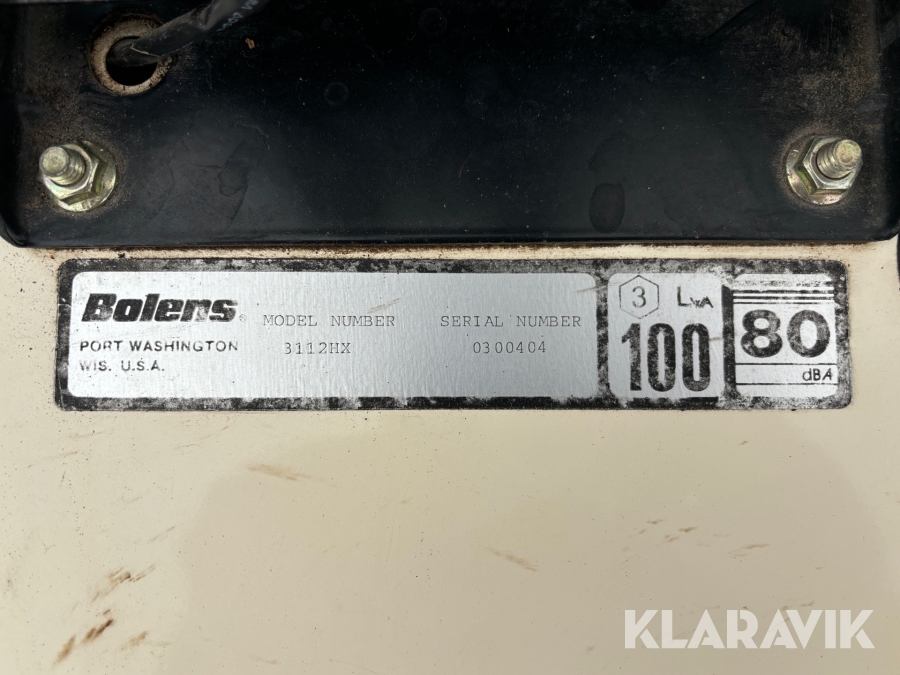 Bolens®
MODEL NUMBER
SERIAL NUMBER
PORT WASHINGTON
WIS. U.S.A.
3112HX
0300404
3
LWA
100
80
dBA
KLARAVIK